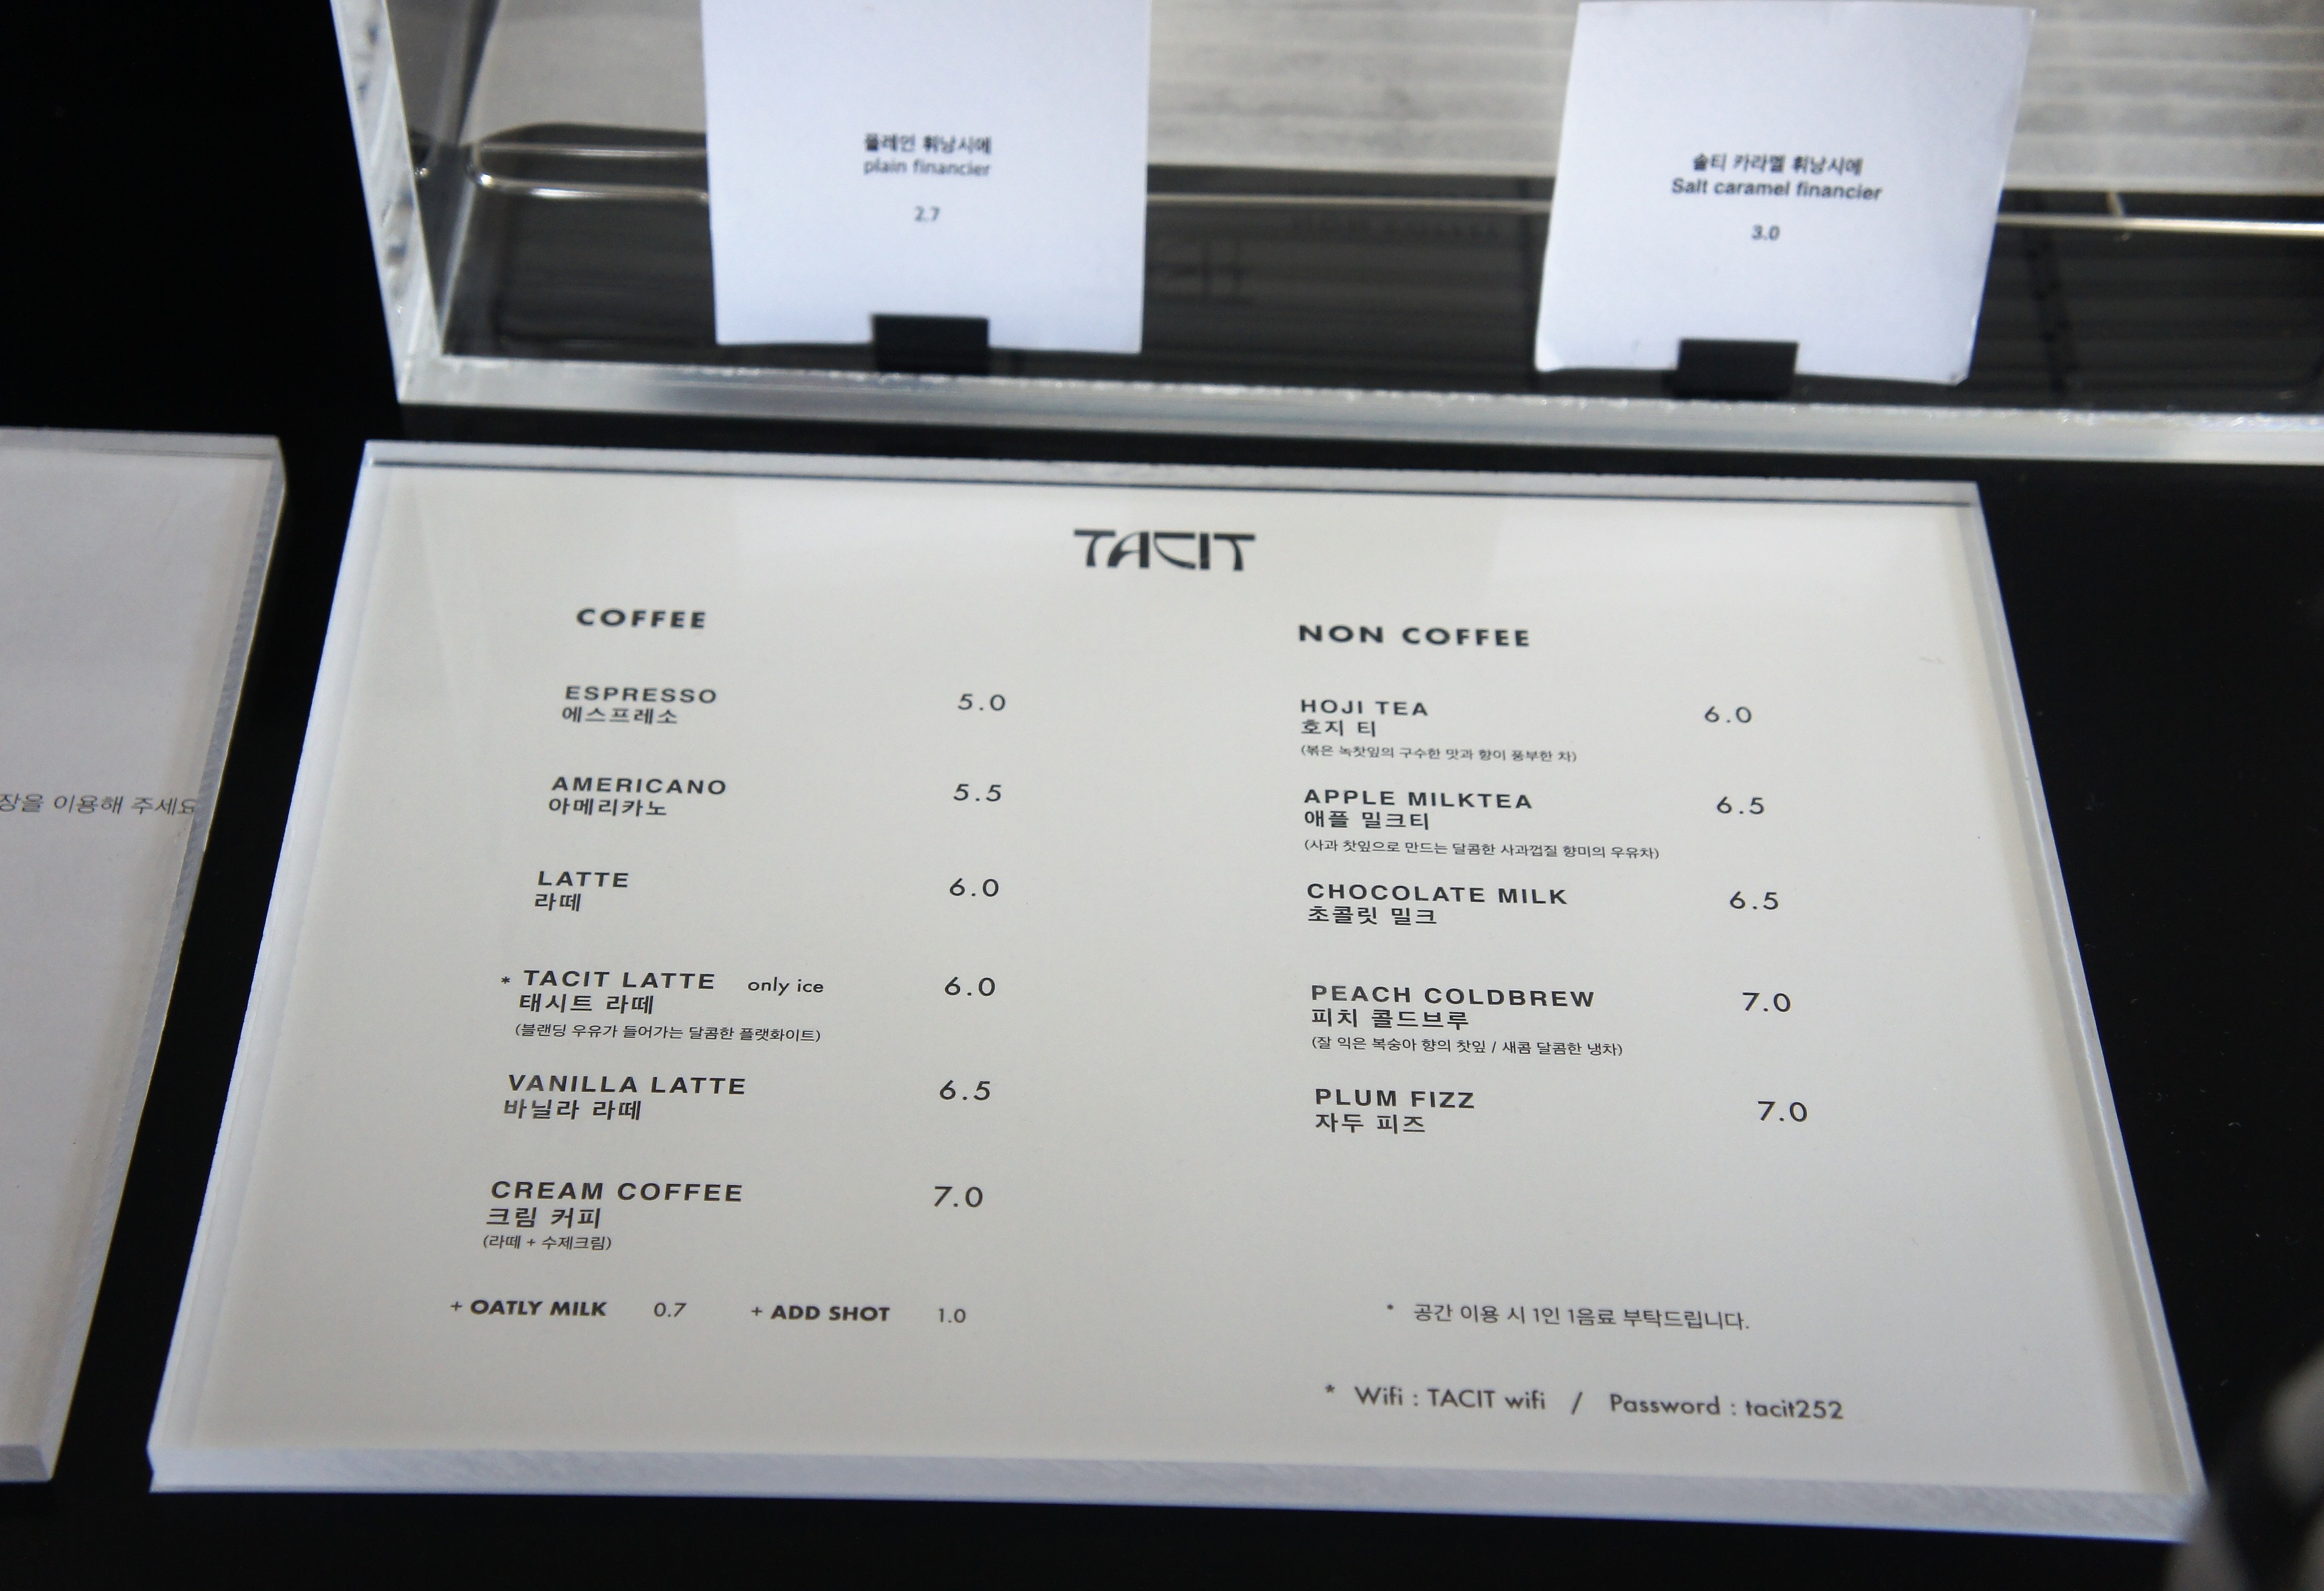 플레인 휘낭시에
plain financier
2.7
솔티 카라멜 휘낭시에
Salt caramel financier
3.0
장을 이용해 주세요
TACIT
COFFEE
ESPRESSO 5.0
에스프레소
AMERICANO 5.5
아메리카노
LATTE 6.0
라떼
* TACIT LATTE only ice 6.0
태시트 라떼
(블랜딩 우유가 들어가는 달콤한 플랫화이트)
VANILLA LATTE 6.5
바닐라 라떼
CREAM COFFEE 7.0
크림 커피
(라떼 + 수제크림)
+ OATLY MILK 0.7 + ADD SHOT 1.0
NON COFFEE
HOJI TEA 6.0
호지 티
(볶은 녹찻잎의 구수한 맛과 향이 풍부한 차)
APPLE MILKTEA 6.5
애플 밀크티
(사과 찻잎으로 만드는 달콤한 사과껍질 향미의 우유차)
CHOCOLATE MILK 6.5
초콜릿 밀크
PEACH COLDBREW 7.0
피치 콜드브루
(잘 익은 복숭아 향의 찻잎 / 새콤 달콤한 냉차)
PLUM FIZZ 7.0
자두 피즈
* 공간 이용 시 1인 1음료 부탁드립니다.
* Wifi : TACIT wifi / Password : tacit252